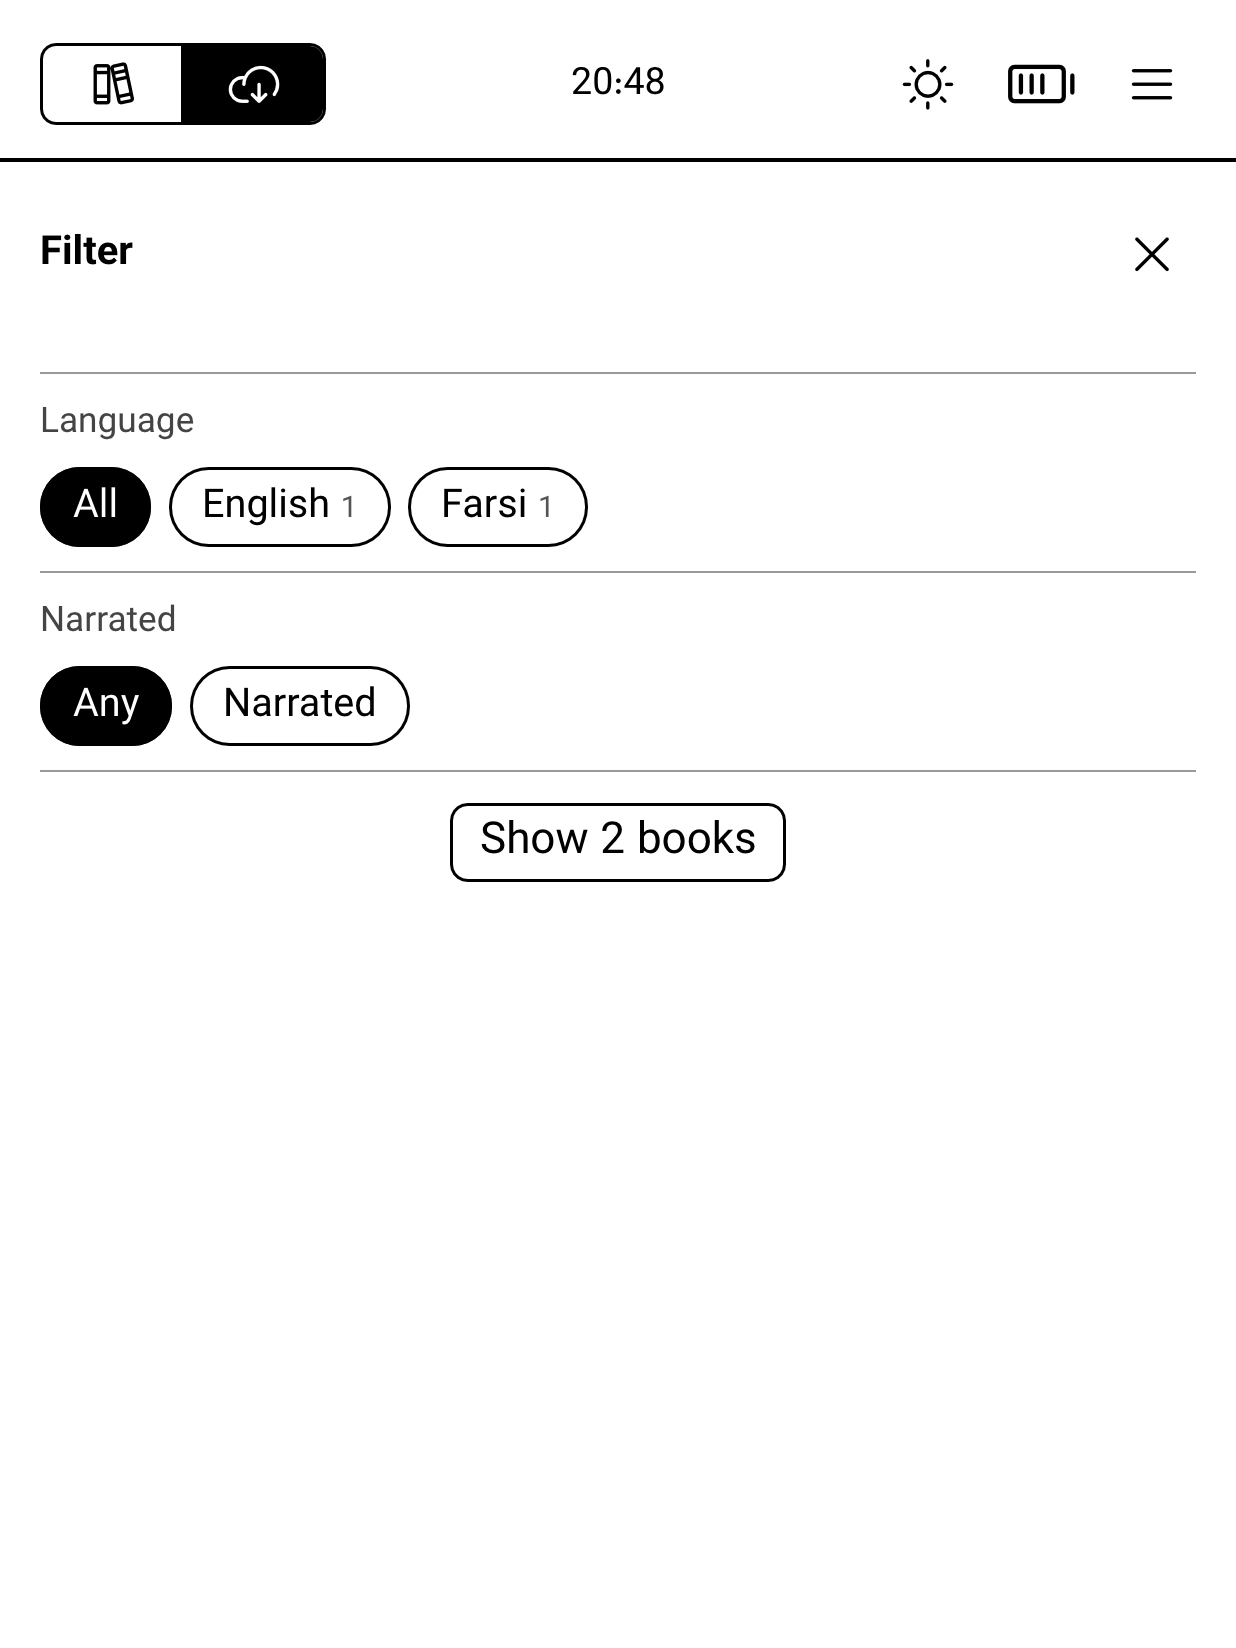 20:48
Filter
Language
All English 1 Farsi 1
Narrated
Any Narrated
Show 2 books